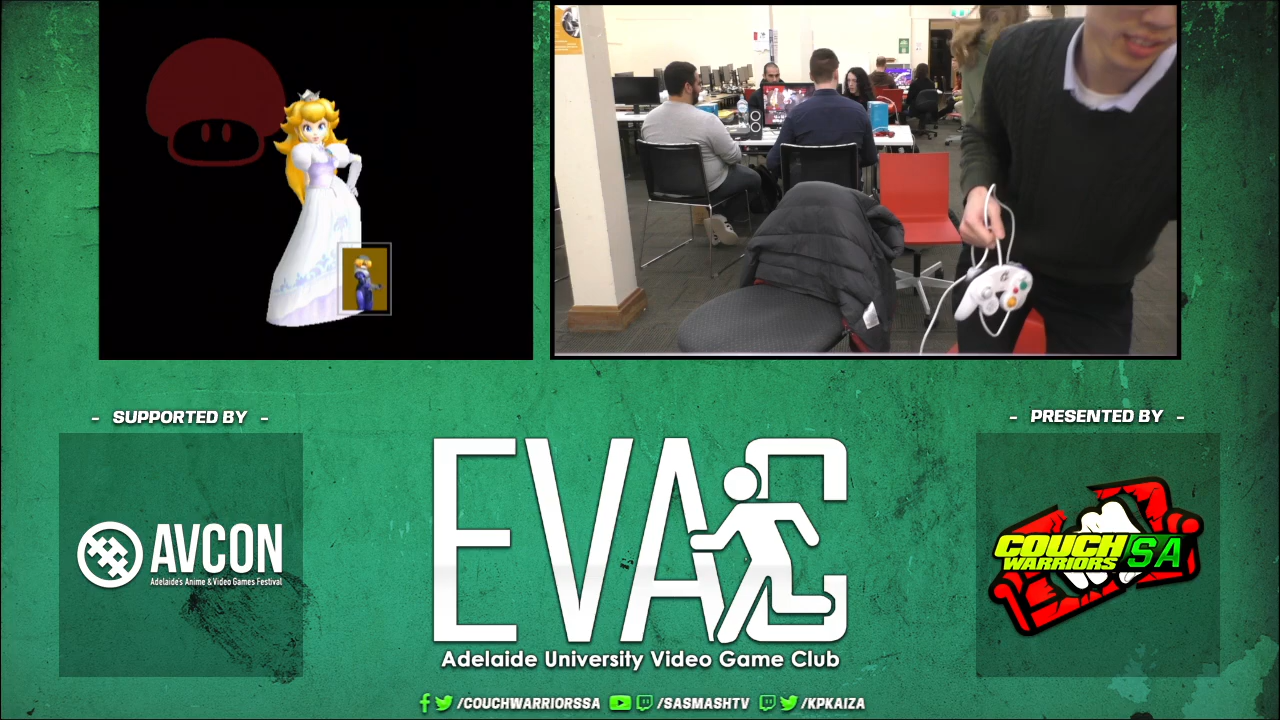 - SUPPORTED BY -
- PRESENTED BY -
AVCON
Adelaide's Anime & Video Games Festival
EVAC
COUCH
WARRIORS
SA
Adelaide University Video Game Club
/COUCHWARRIORSSA /SASMASHTV /KPKAIZA